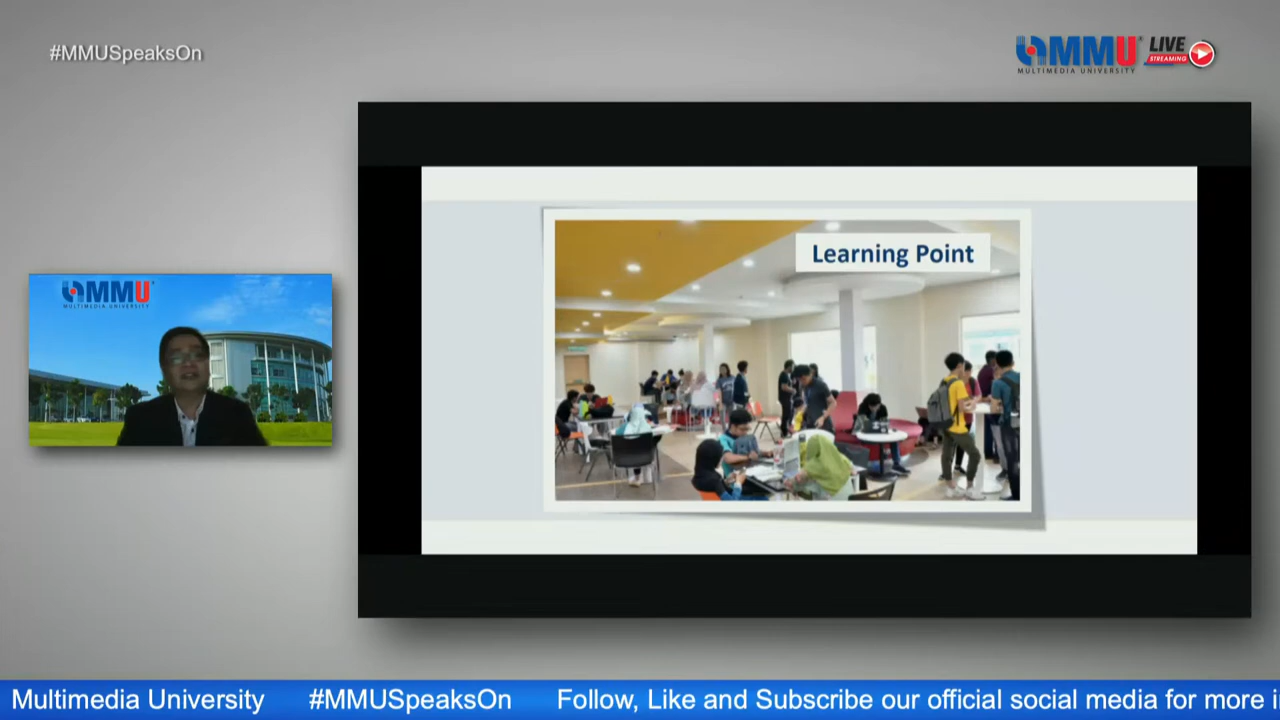 #MMUSpeaksOn
MMU
MULTIMEDIA UNIVERSITY
LIVE
STREAMING
Learning Point
MMU
MULTIMEDIA UNIVERSITY
Multimedia University #MMUSpeaksOn Follow, Like and Subscribe our official social media for more i